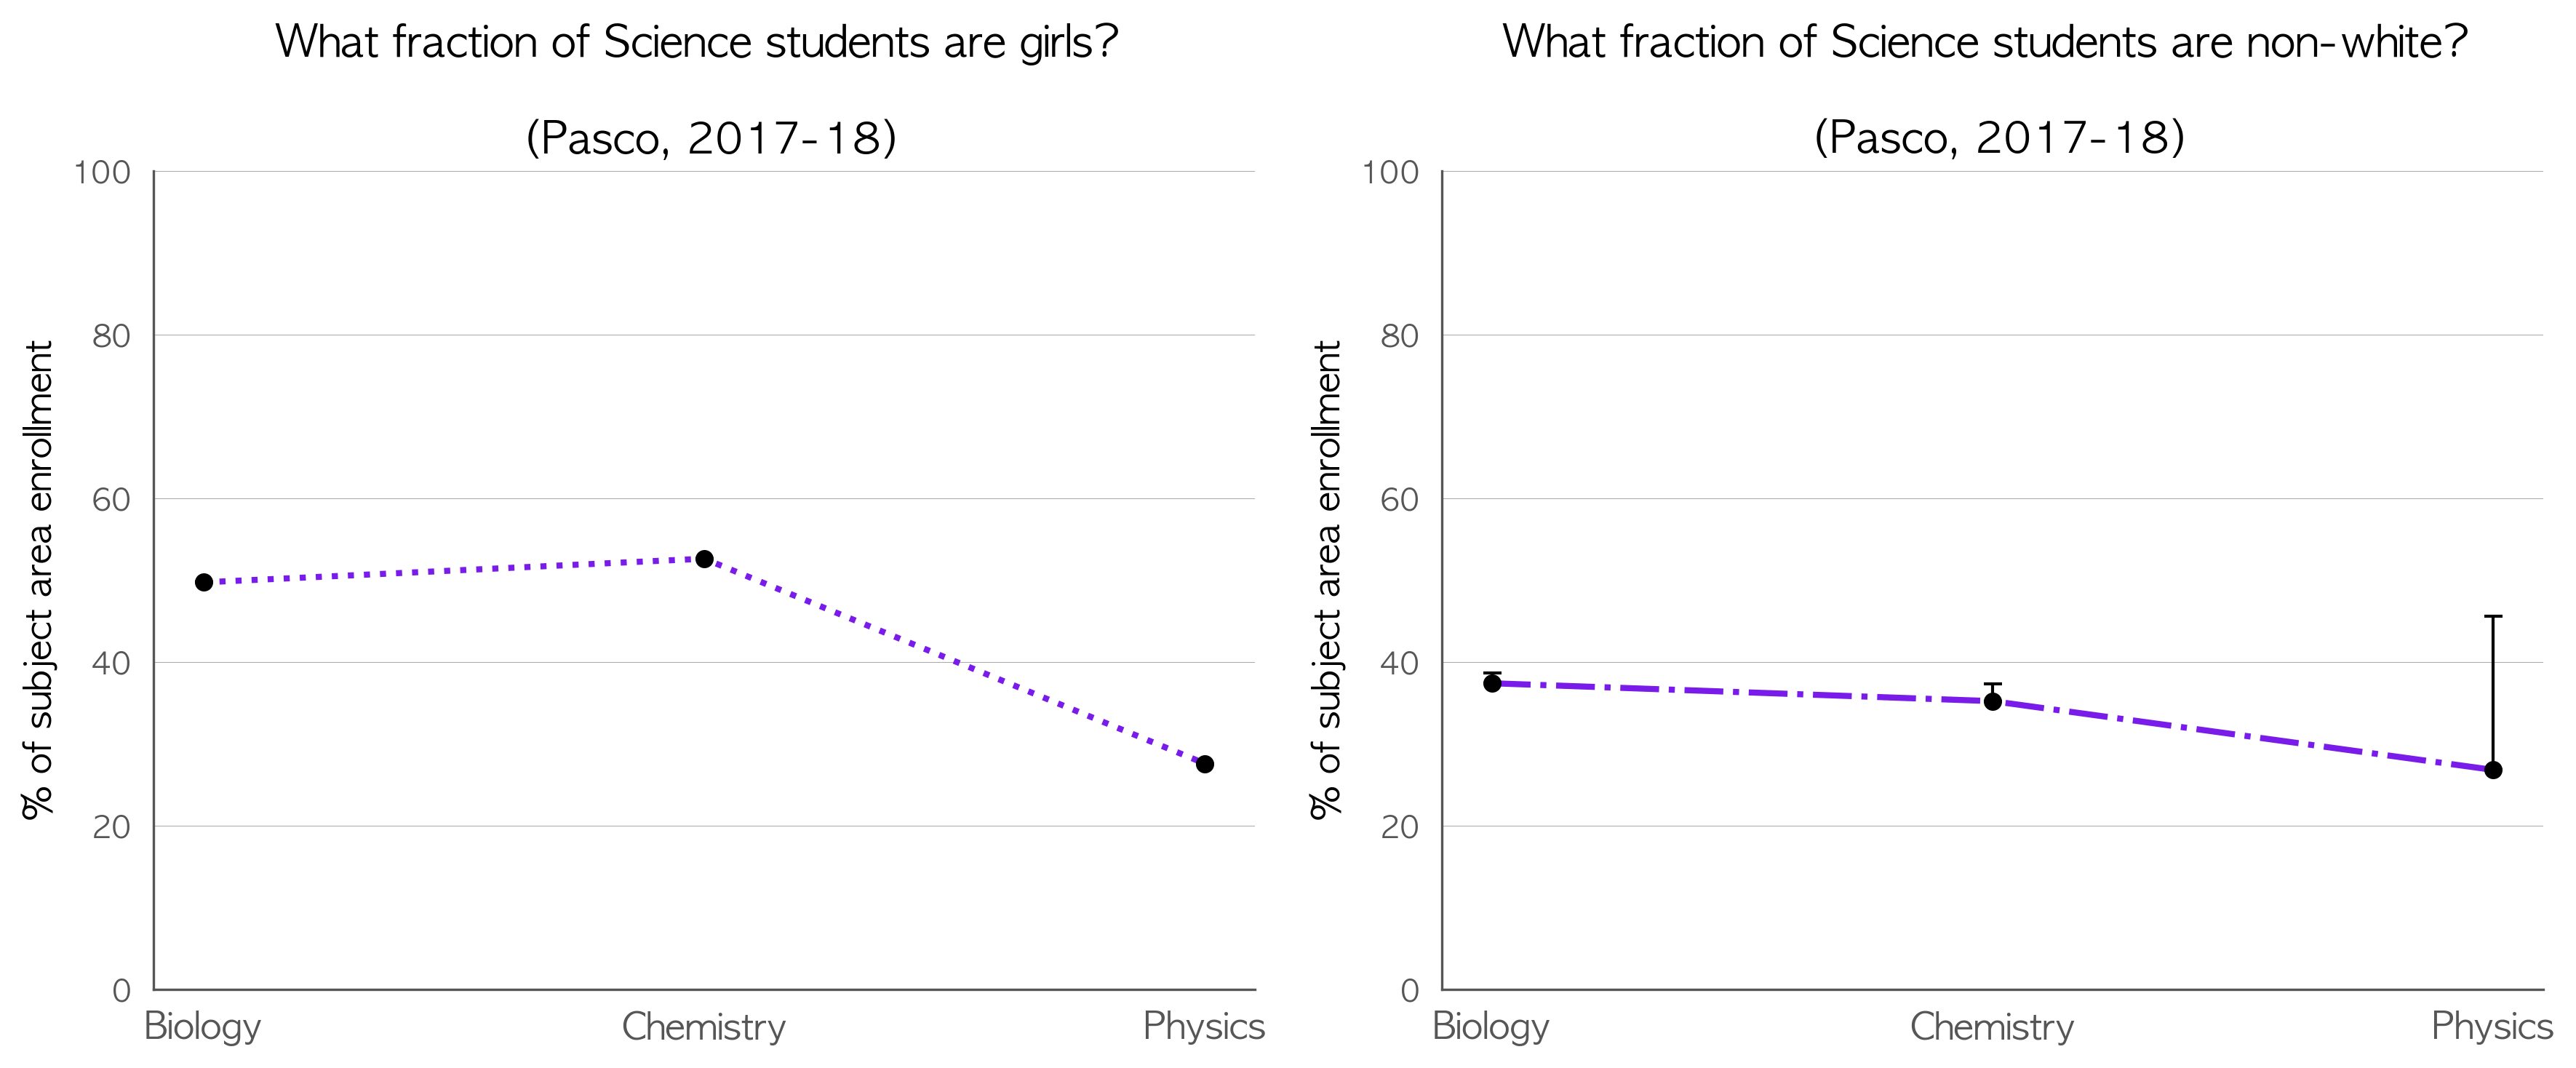 What fraction of Science students are girls?
(Pasco, 2017-18)
% of subject area enrollment
100
80
60
40
20
0
Biology
Chemistry
Physics
What fraction of Science students are non-white?
(Pasco, 2017-18)
% of subject area enrollment
100
80
60
40
20
0
Biology
Chemistry
Physics